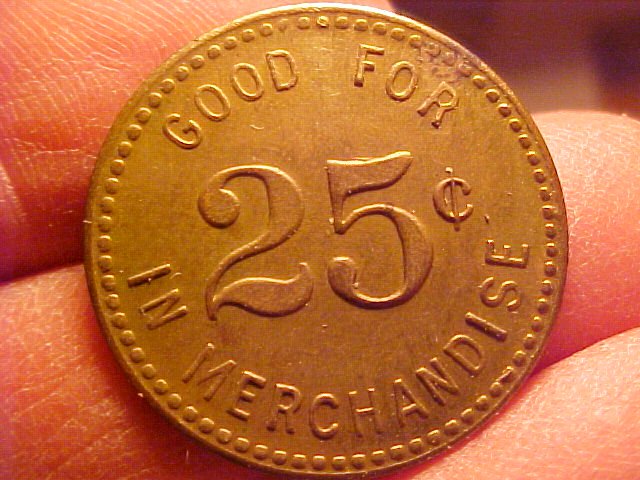 GOOD FOR
25¢
IN MERCHANDISE